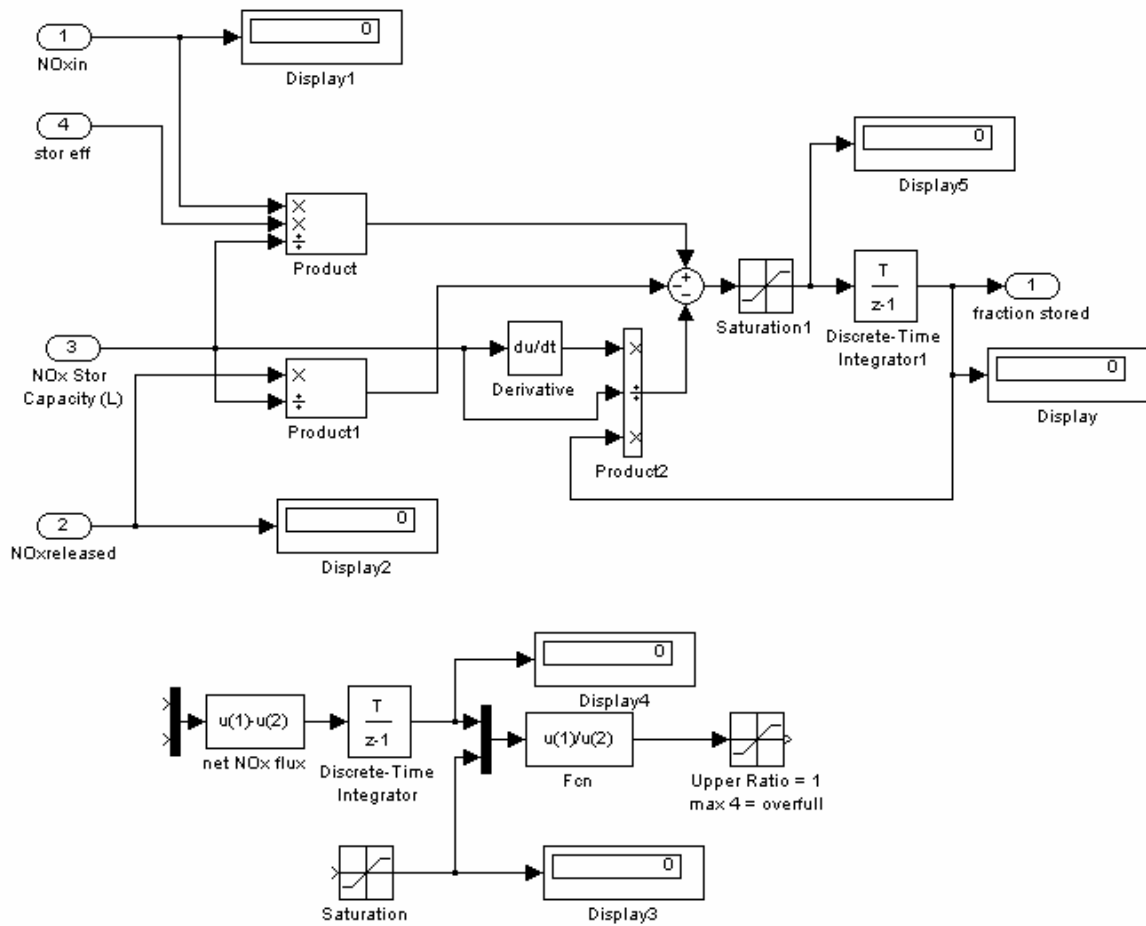 1
NOxin
0
Display1
4
stor eff
0
Display5
×
×
÷
Product
+
−
−
Saturation1
T
z-1
Discrete-Time
Integrator1
1
fraction stored
3
NOx Stor
Capacity (L)
du/dt
Derivative
×
÷
×
Product2
×
÷
Product1
0
Display
2
NOxreleased
0
Display2
0
Display4
u(1)-u(2)
net NOx flux
T
z-1
Discrete-Time
Integrator
u(1)/u(2)
Fcn
Upper Ratio = 1
max 4 = overfull
Saturation
0
Display3